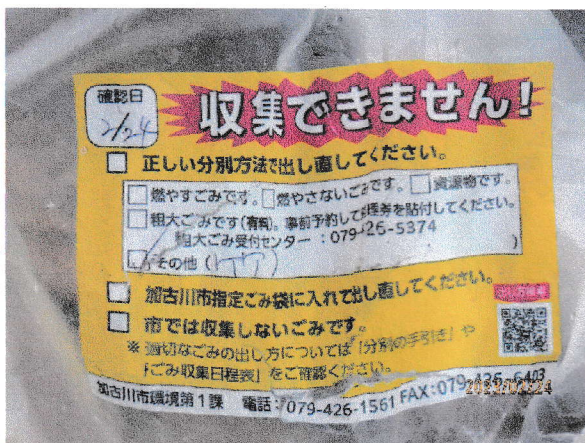 確認日
2/24
収集できません!
□ 正しい分別方法で出し直してください。
□燃やすごみです。□燃やさないごみです。□資源物です。
□粗大ごみです(有料)。事前予約して処理券を貼付してください。
粗大ごみ受付センター:079-426-5374
その他( )
□ 加古川市指定ごみ袋に入れて出し直してください。
□ 市では収集しないごみです。
※ 適切なごみの出し方については「分別の手引き」や
「ごみ収集日程表」をご確認ください。
加古川市環境第1課 電話:079-426-1561 FAX:079-426-6403